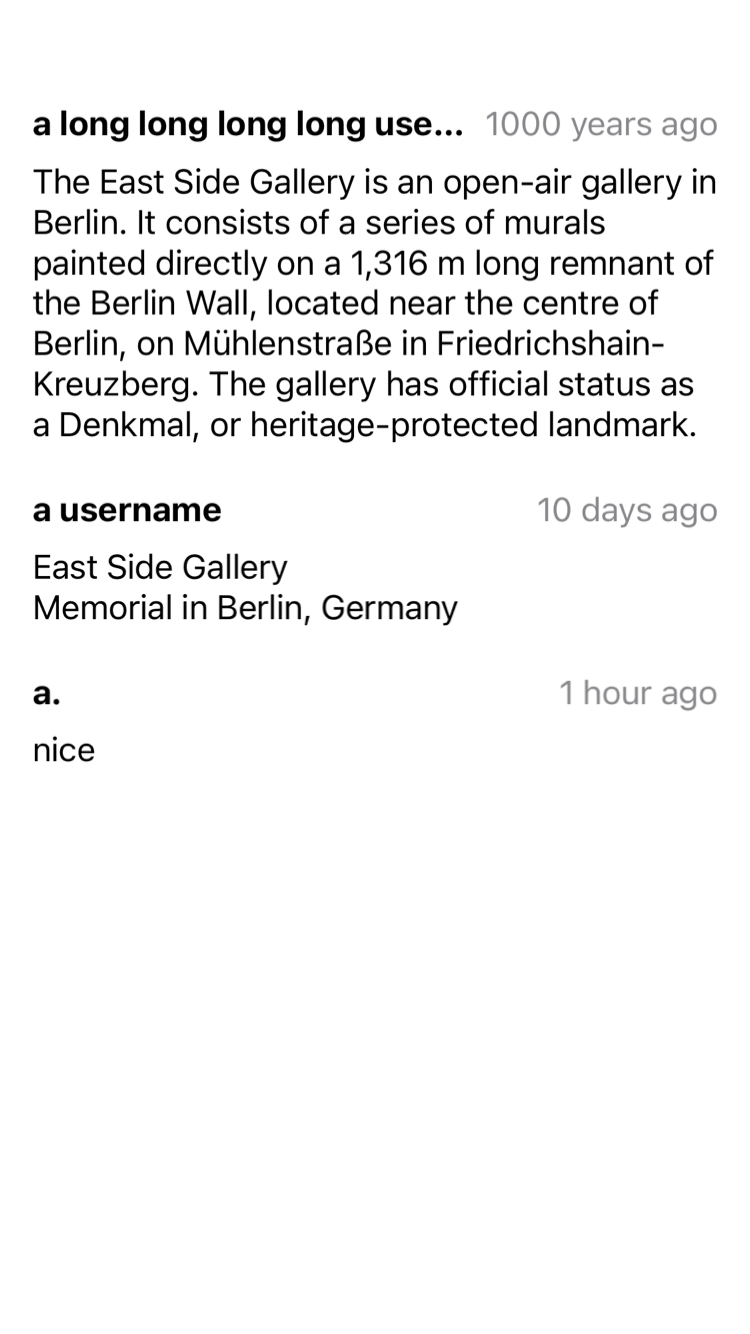 a long long long long use... 1000 years ago
The East Side Gallery is an open-air gallery in
Berlin. It consists of a series of murals
painted directly on a 1,316 m long remnant of
the Berlin Wall, located near the centre of
Berlin, on Mühlenstraße in Friedrichshain-
Kreuzberg. The gallery has official status as
a Denkmal, or heritage-protected landmark.
a username 10 days ago
East Side Gallery
Memorial in Berlin, Germany
a. 1 hour ago
nice